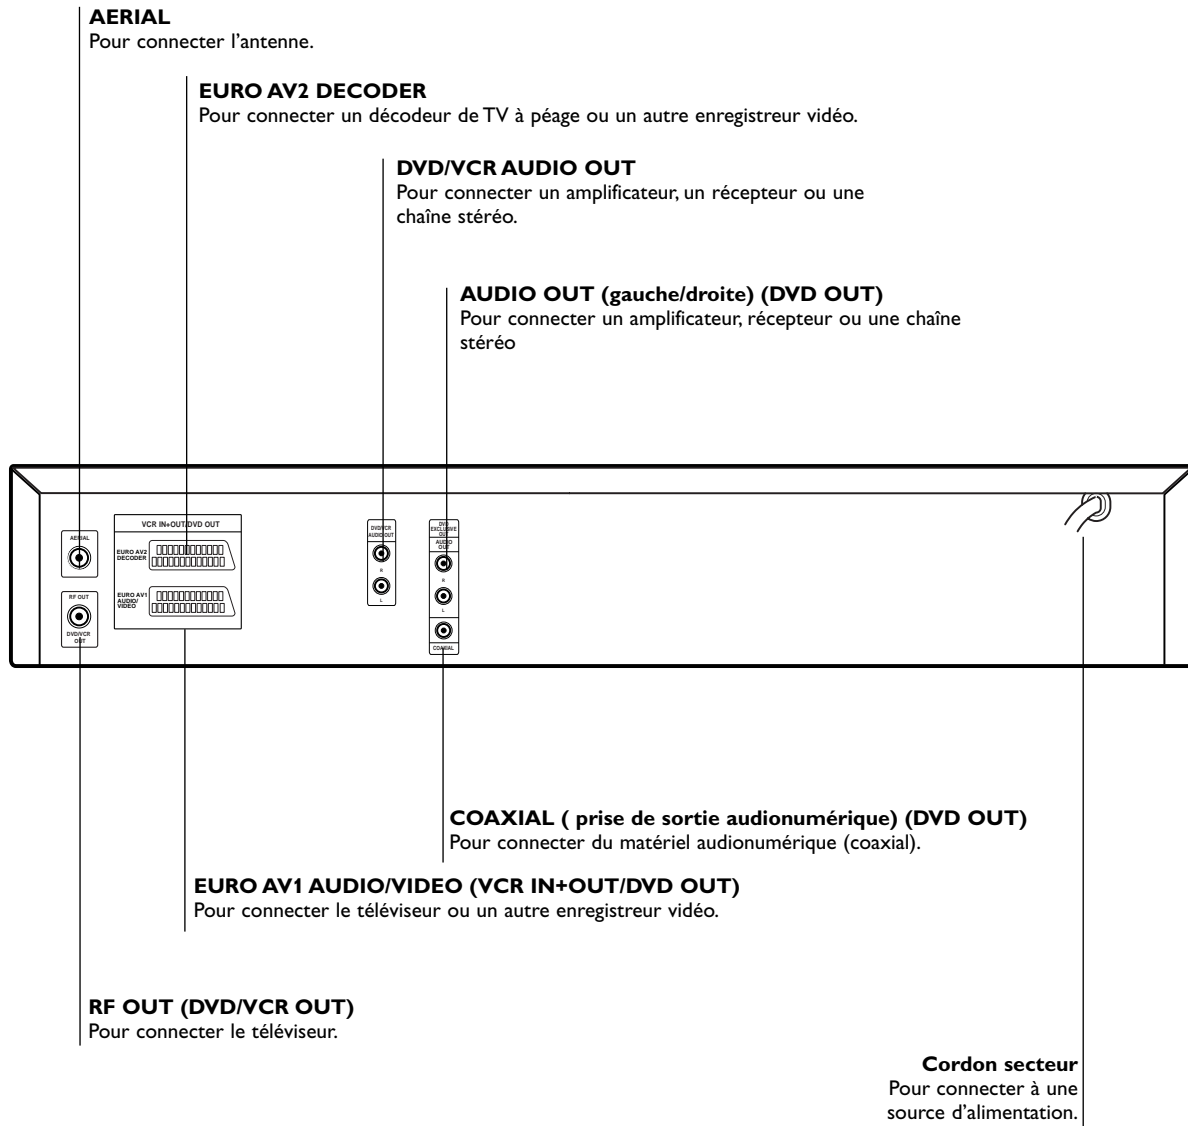 AERIAL
Pour connecter l’antenne.
EURO AV2 DECODER
Pour connecter un décodeur de TV à péage ou un autre enregistreur vidéo.
DVD/VCR AUDIO OUT
Pour connecter un amplificateur, un récepteur ou une
chaîne stéréo.
AUDIO OUT (gauche/droite) (DVD OUT)
Pour connecter un amplificateur, récepteur ou une chaîne
stéréo
AERIAL
RF OUT
DVD/VCR
OUT
VCR IN+OUT/DVD OUT
EURO AV2
DECODER
EURO AV1
AUDIO/
VIDEO
DVD/VCR
AUDIO OUT
R
L
DVD
EXCLUSIVE
OUT
AUDIO
OUT
R
L
COAXIAL
COAXIAL ( prise de sortie audionumérique) (DVD OUT)
Pour connecter du matériel audionumérique (coaxial).
EURO AV1 AUDIO/VIDEO (VCR IN+OUT/DVD OUT)
Pour connecter le téléviseur ou un autre enregistreur vidéo.
RF OUT (DVD/VCR OUT)
Pour connecter le téléviseur.
Cordon secteur
Pour connecter à une
source d’alimentation.